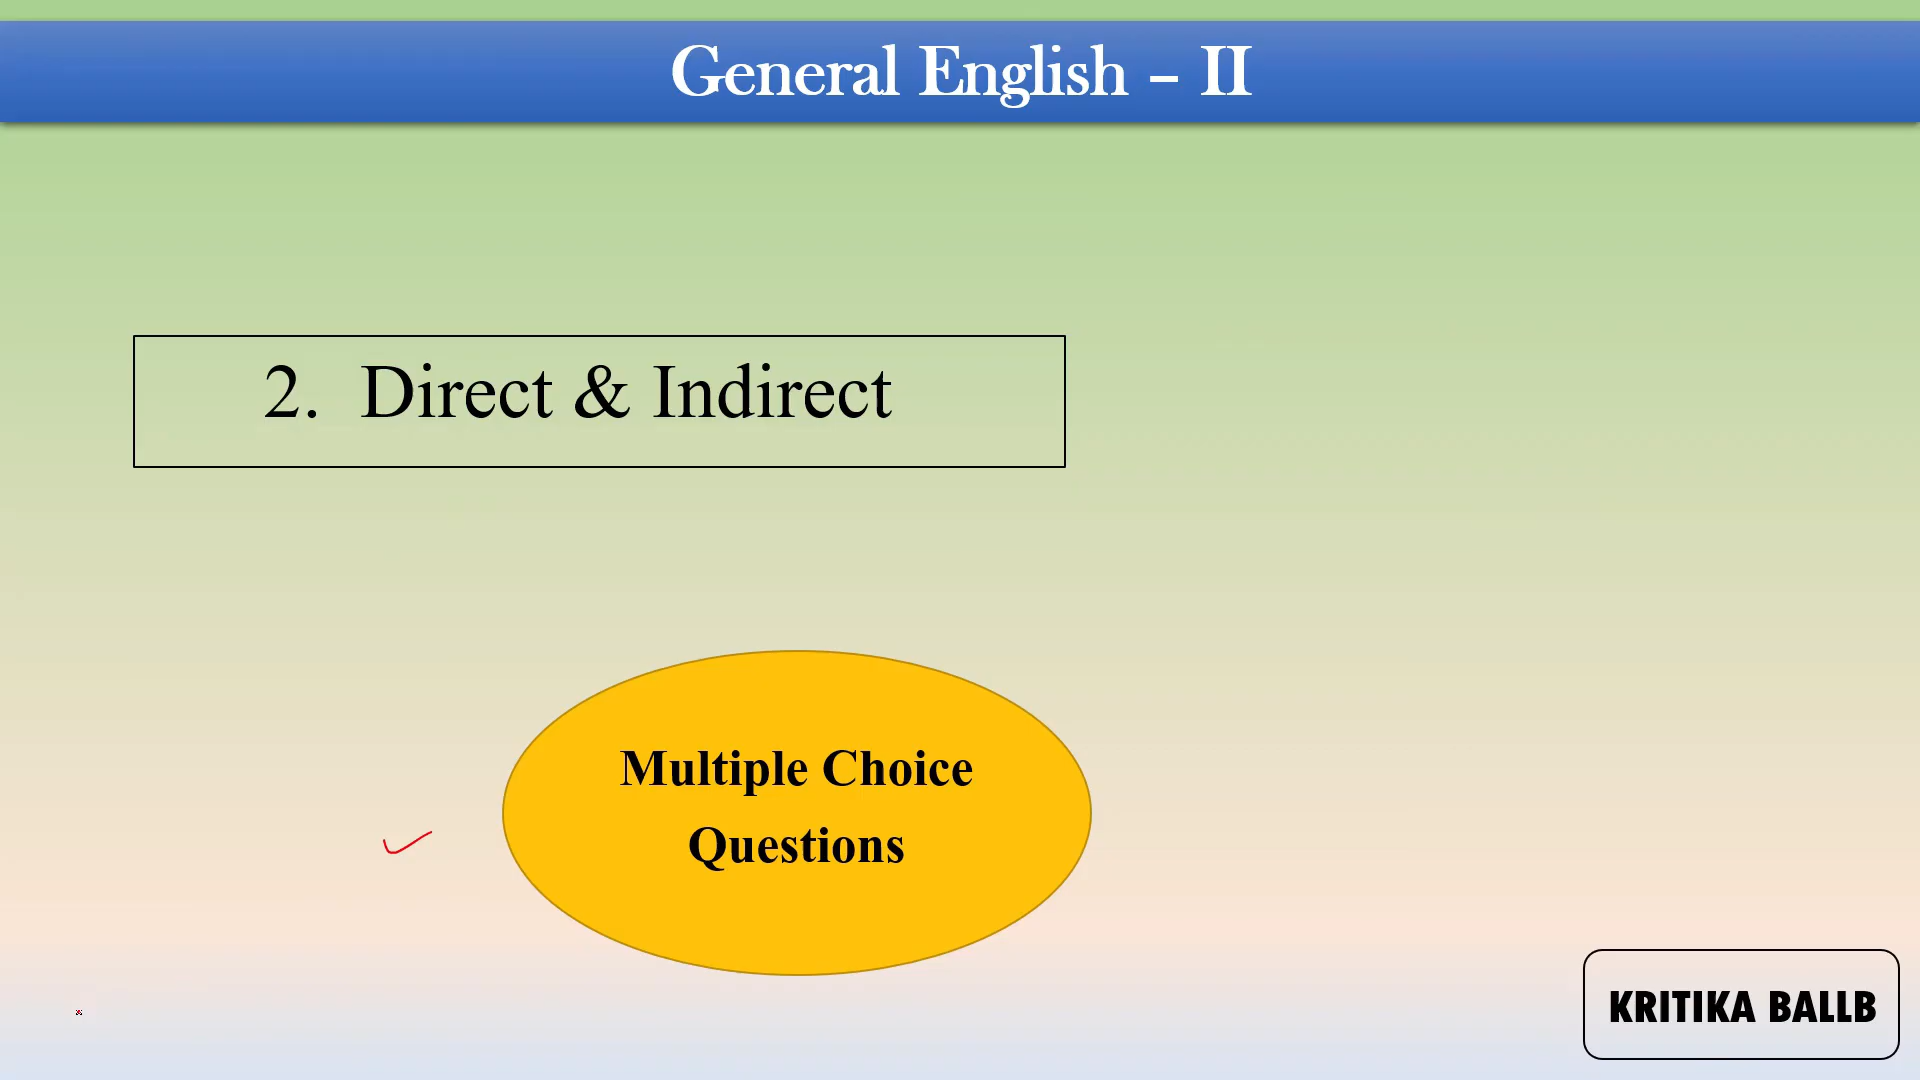 General English – II
2. Direct & Indirect
Multiple Choice
Questions
KRITIKA BALLB